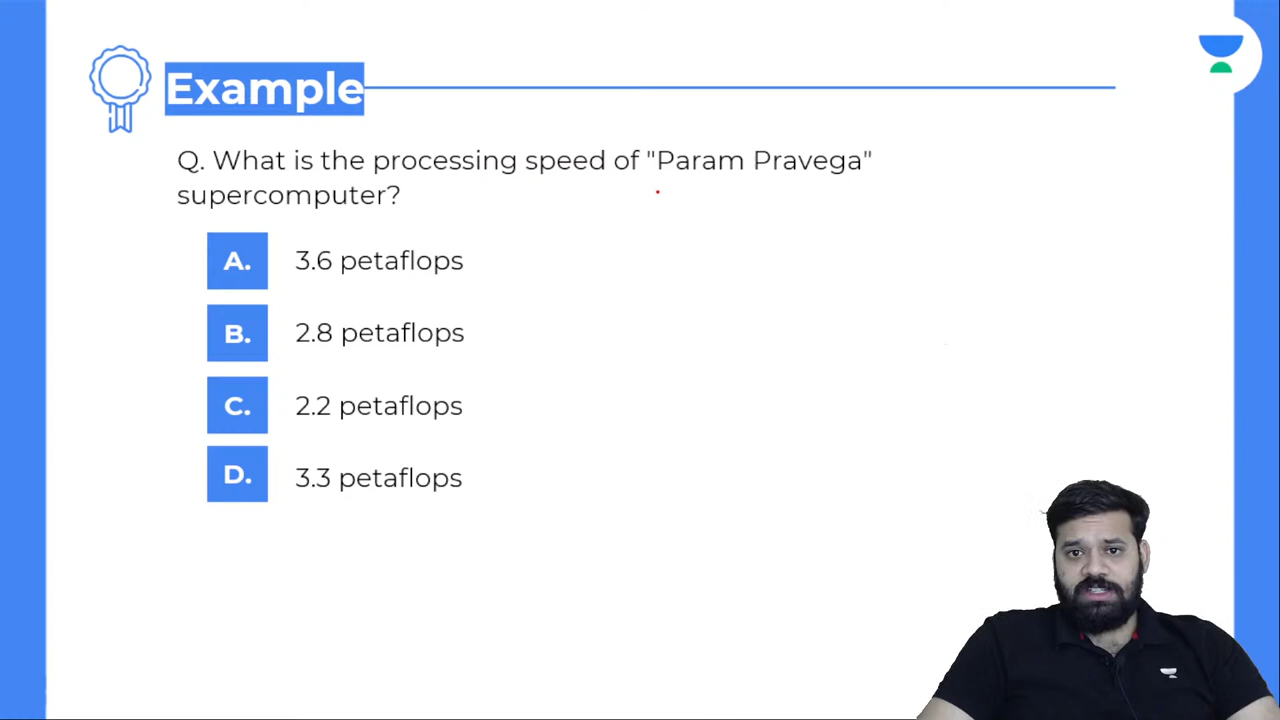 Example
Q. What is the processing speed of "Param Pravega"
supercomputer?
A. 3.6 petaflops
B. 2.8 petaflops
C. 2.2 petaflops
D. 3.3 petaflops